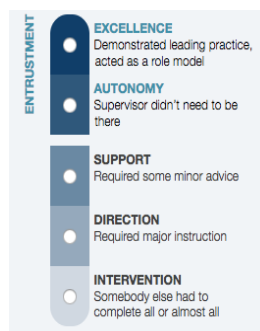 ENTRUSTMENT
EXCELLENCE
Demonstrated leading practice,
acted as a role model
AUTONOMY
Supervisor didn't need to be
there
SUPPORT
Required some minor advice
DIRECTION
Required major instruction
INTERVENTION
Somebody else had to
complete all or almost all